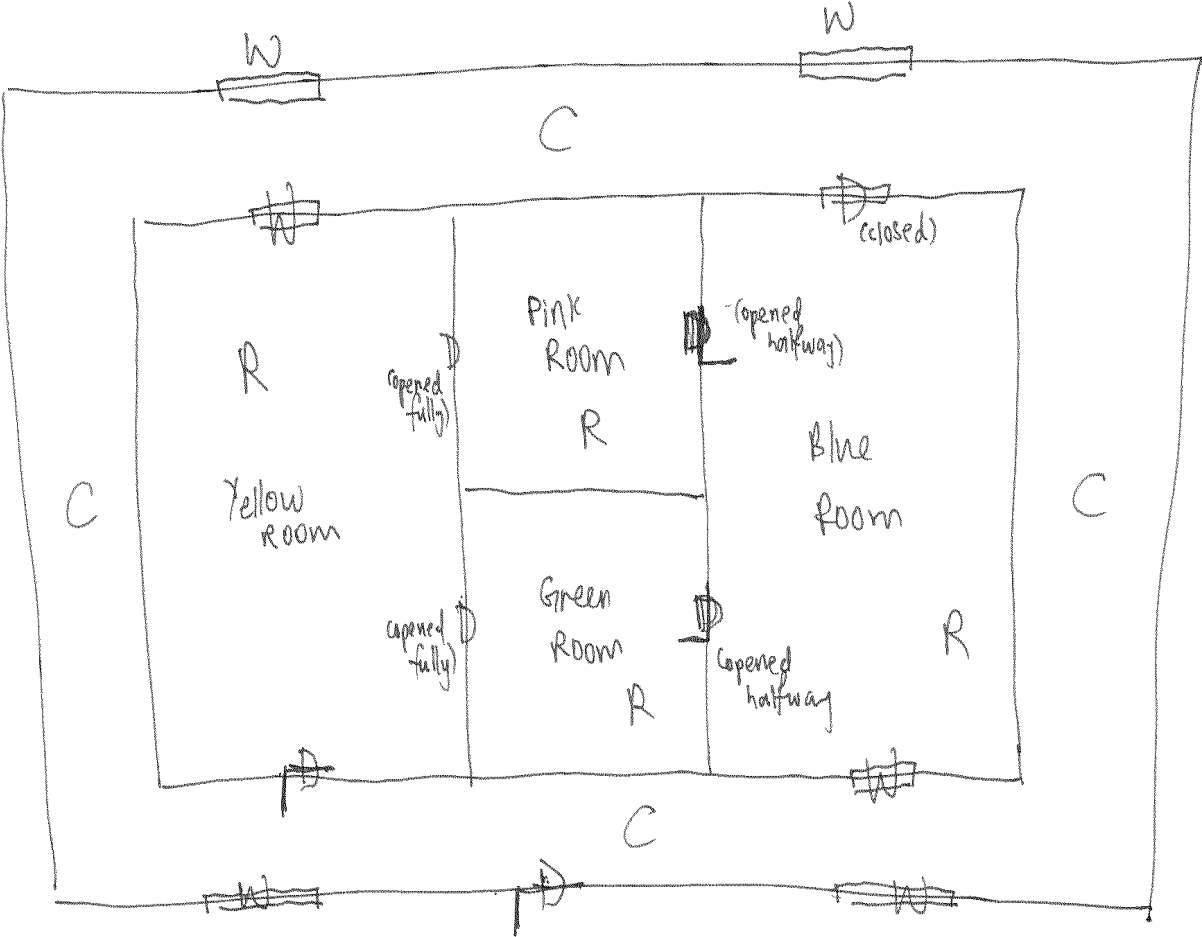 W
W
C
W
D
(closed)
Pink
Room
R
D
(opened
fully)
D
(opened
halfway)
R
Yellow
Room
C
Blue
Room
R
C
Green
Room
R
D
(opened
fully)
D
(opened
halfway
D
W
C
W
D
W